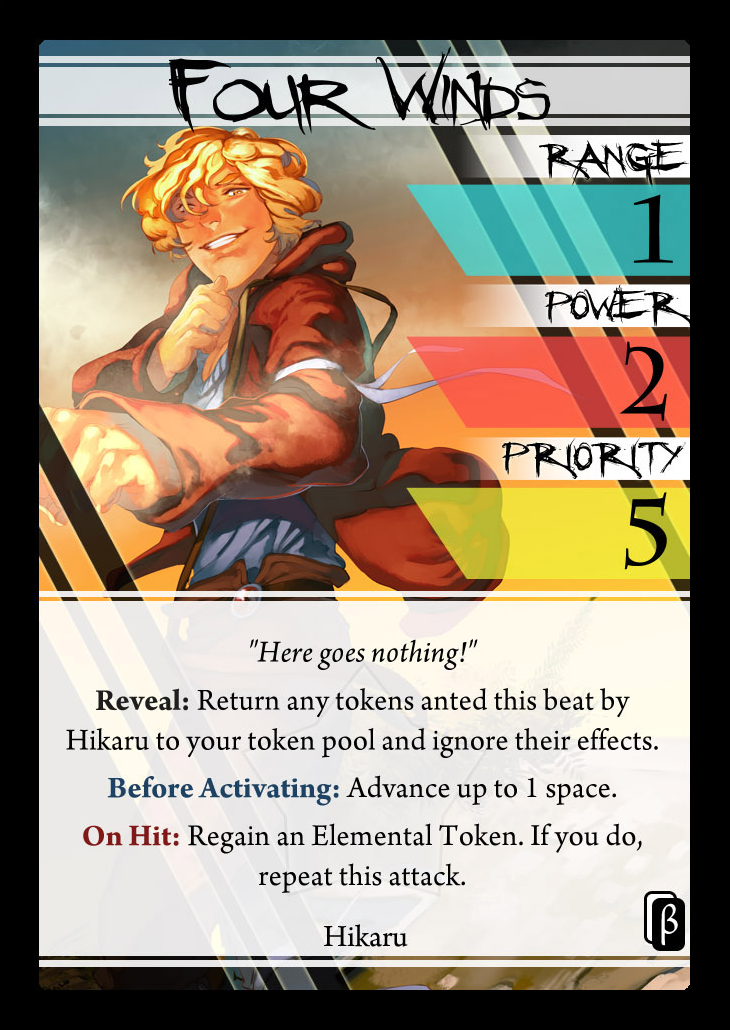 Four Winds
Range
1
Power
2
Priority
5
"Here goes nothing!"
Reveal: Return any tokens anted this beat by
Hikaru to your token pool and ignore their effects.
Before Activating: Advance up to 1 space.
On Hit: Regain an Elemental Token. If you do,
repeat this attack.
Hikaru
β